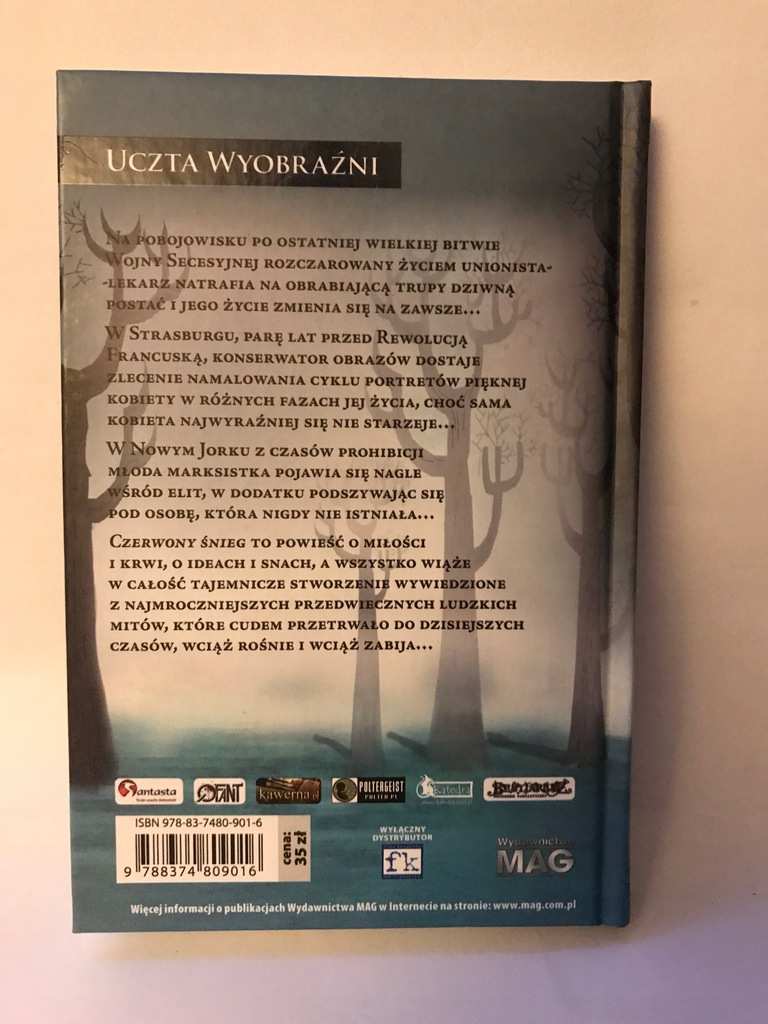 UCZTA WYOBRAŹNI
NA POBOJOWISKU PO OSTATNIEJ WIELKIEJ BITWIE
WOJNY SECESYJNEJ ROZCZAROWANY ŻYCIEM UNIONISTA-
-LEKARZ NATRAFIA NA OBRABIAJĄCĄ TRUPY DZIWNĄ
POSTAĆ I JEGO ŻYCIE ZMIENIA SIĘ NA ZAWSZE...
W STRASBURGU, PARĘ LAT PRZED REWOLUCJĄ
FRANCUSKĄ, KONSERWATOR OBRAZÓW DOSTAJE
ZLECENIE NAMALOWANIA CYKLU PORTRETÓW PIĘKNEJ
KOBIETY W RÓŻNYCH FAZACH JEJ ŻYCIA, CHOĆ SAMA
KOBIETA NAJWYRAŹNIEJ SIĘ NIE STARZEJE...
W NOWYM JORKU Z CZASÓW PROHIBICJI
MŁODA MARKSISTKA POJAWIA SIĘ NAGLE
WŚRÓD ELIT, W DODATKU PODSZYWAJĄC SIĘ
POD OSOBĘ, KTÓRA NIGDY NIE ISTNIAŁA...
CZERWONY ŚNIEG TO POWIEŚĆ O MIŁOŚCI
I KRWI, O IDEACH I SNACH, A WSZYSTKO WIĄŻE
W CAŁOŚĆ TAJEMNICZE STWORZENIE WYWIEDZIONE
Z NAJMROCZNIEJSZYCH PRZEDWIECZNYCH LUDZKICH
MITÓW, KTÓRE CUDEM PRZETRWAŁO DO DZISIEJSZYCH
CZASÓW, WCIĄŻ ROŚNIE I WCIĄŻ ZABIJA...
fantasta
QFANT
kawerna.pl
POLTERGEIST
POLTER.PL
Katedra
ISBN 978-83-7480-901-6
9 788374 809016
cena:
35 zł
WYŁĄCZNY
DYSTRYBUTOR
fk
Wydawnictwo
MAG
Więcej informacji o publikacjach Wydawnictwa MAG w Internecie na stronie: www.mag.com.pl